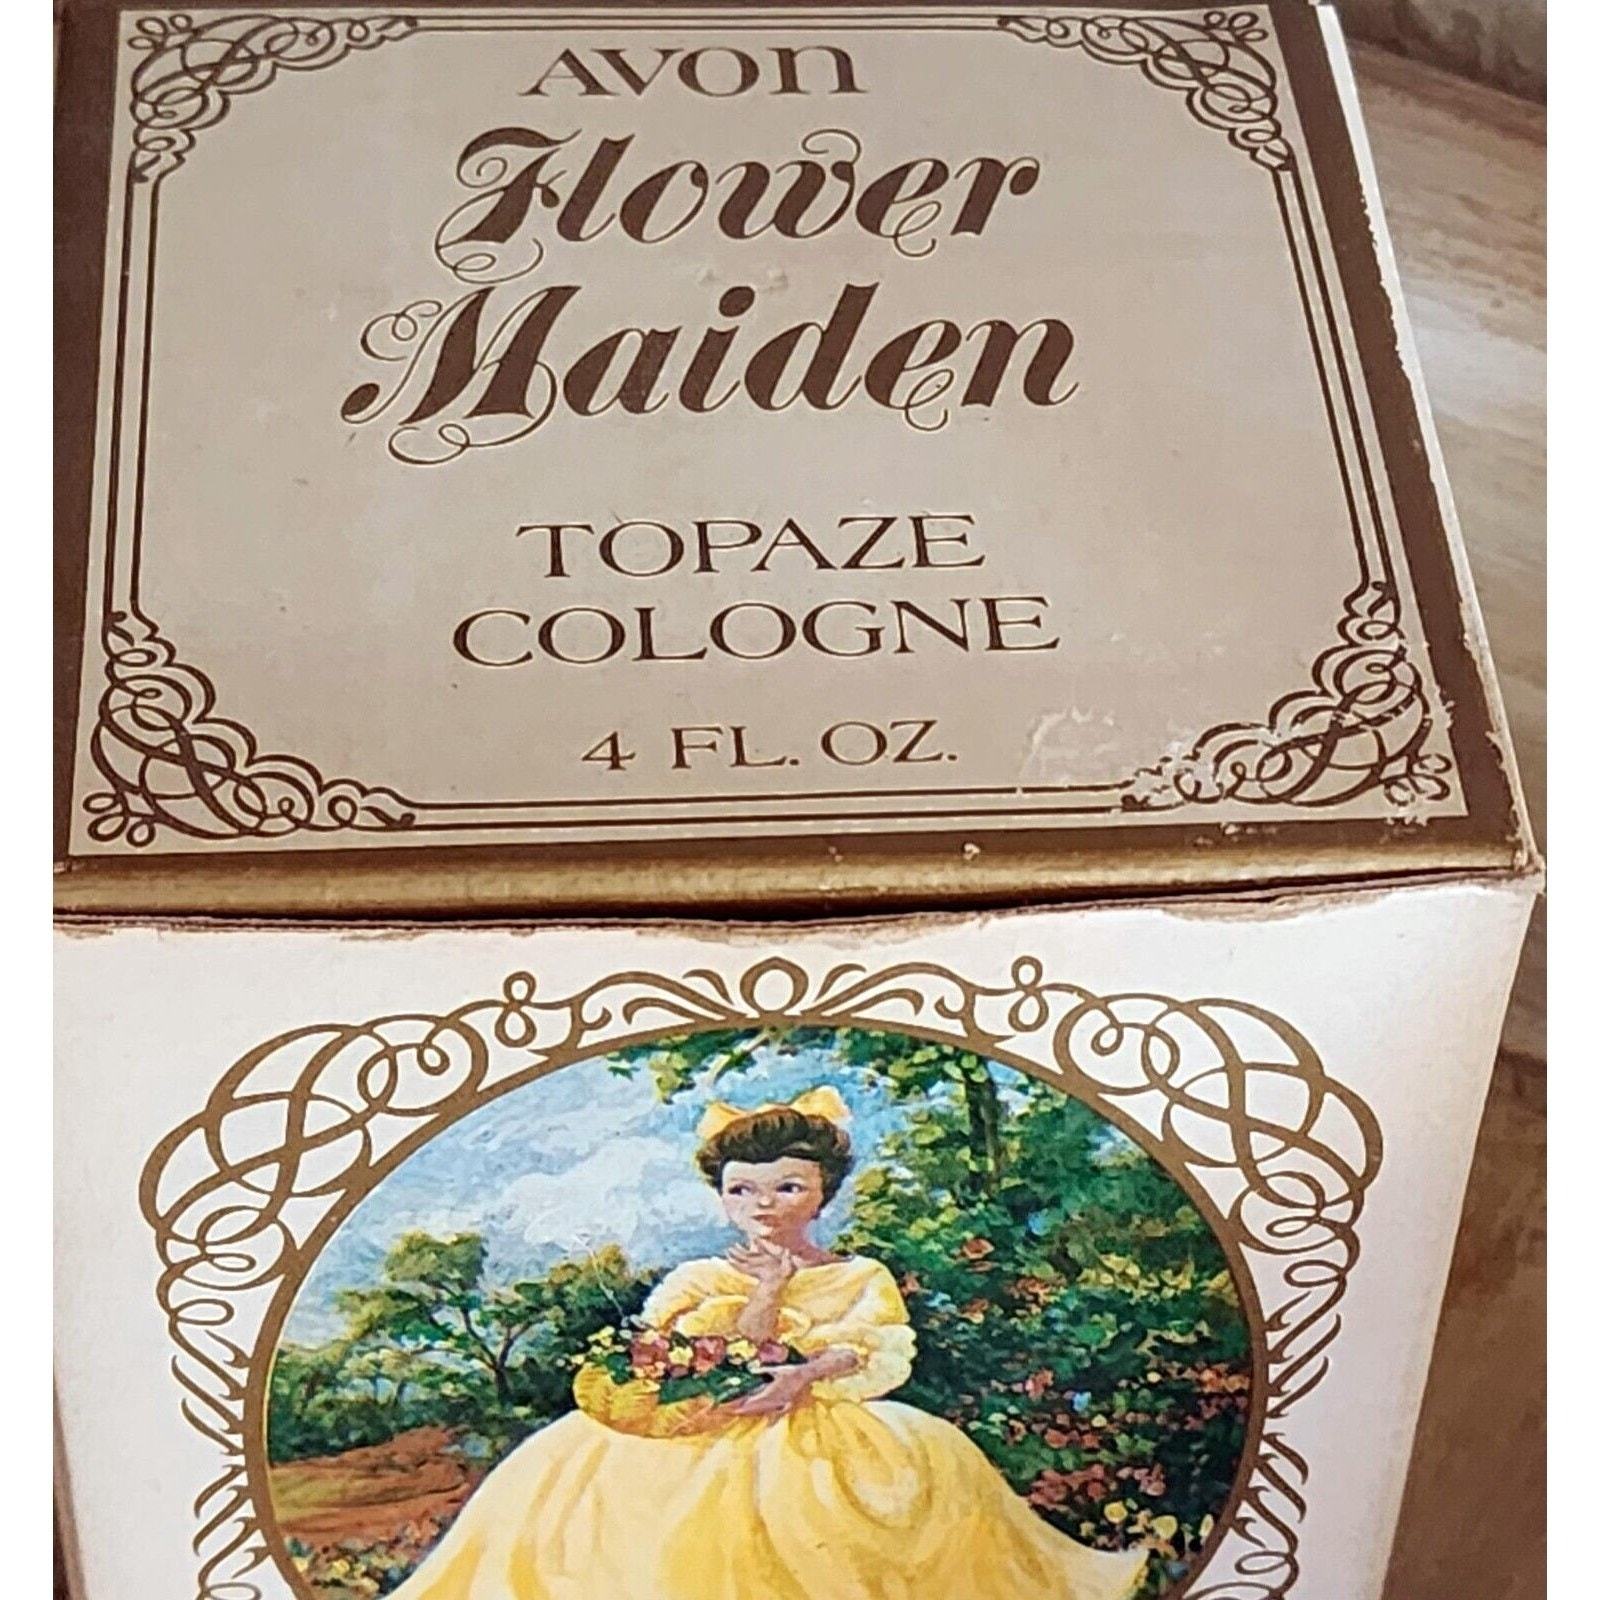 AVON
Flower
Maiden
TOPAZE
COLOGNE
4 FL. OZ.